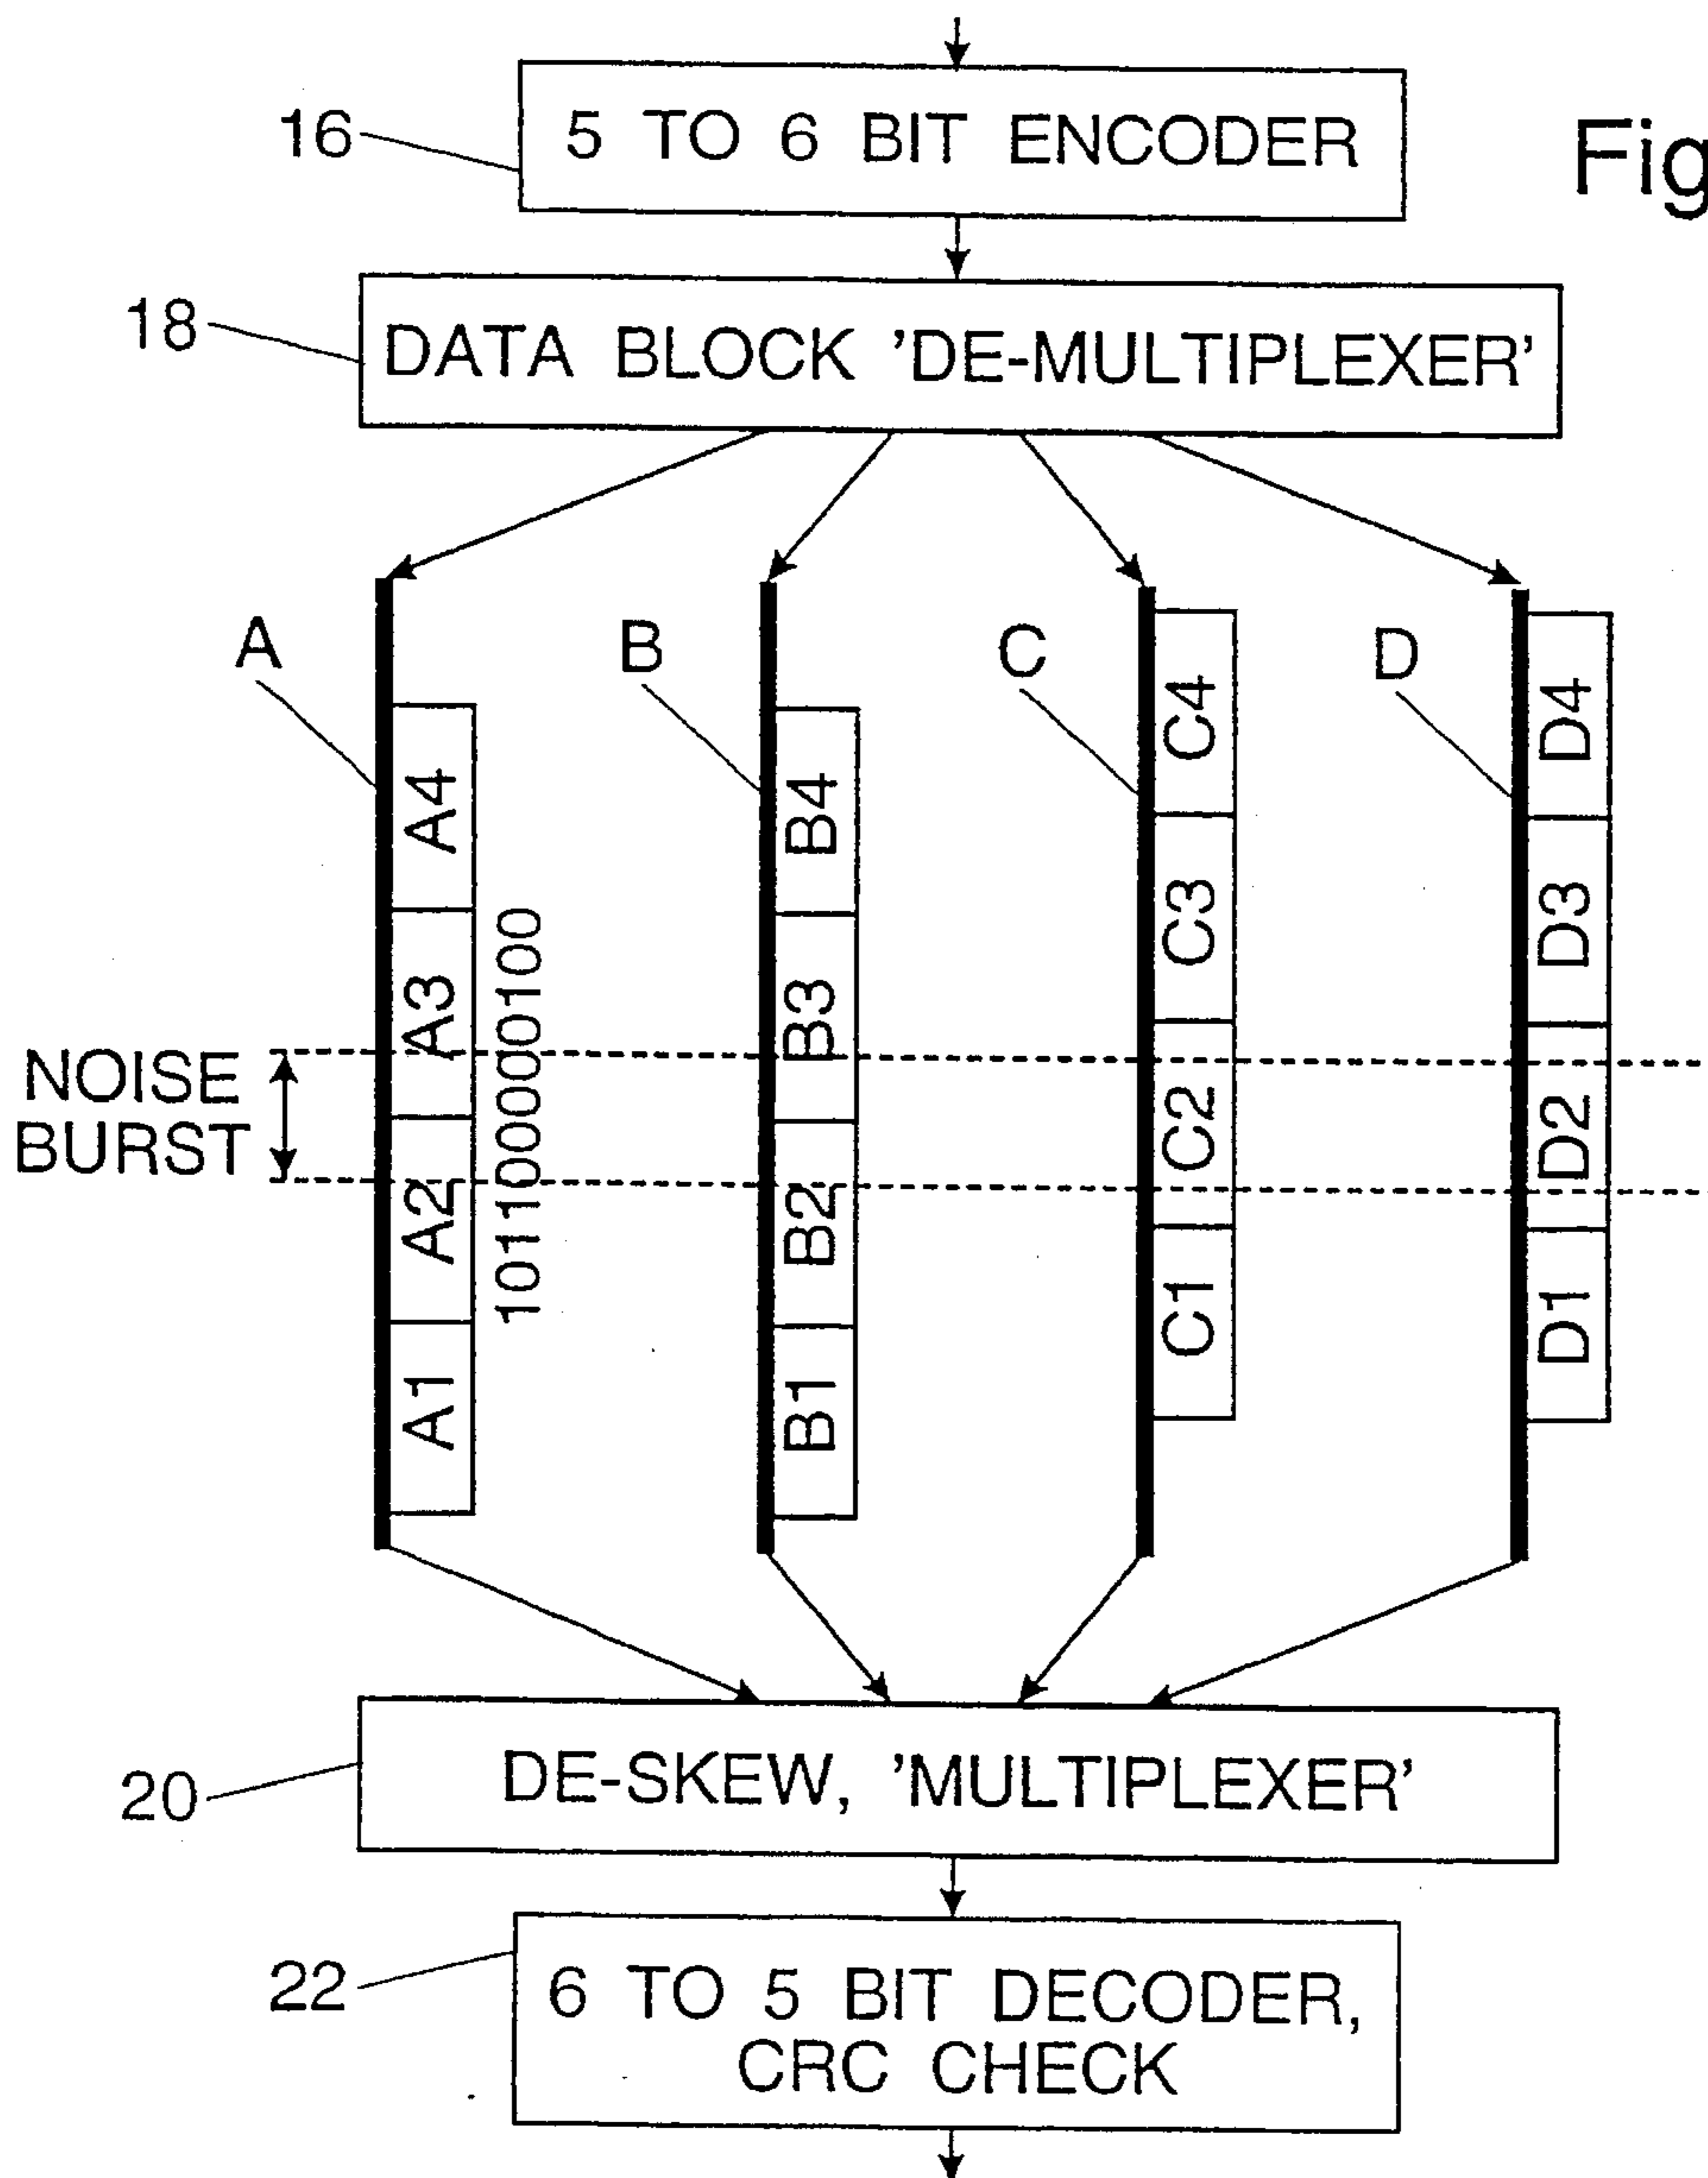 16
5 TO 6 BIT ENCODER
Fig
18
DATA BLOCK 'DE-MULTIPLEXER'
A
B
C
D
A4
A3
A2
A1
101100000100
B4
B3
B2
B1
C4
C3
C2
C1
D4
D3
D2
D1
NOISE
BURST
20
DE-SKEW, 'MULTIPLEXER'
22
6 TO 5 BIT DECODER,
CRC CHECK